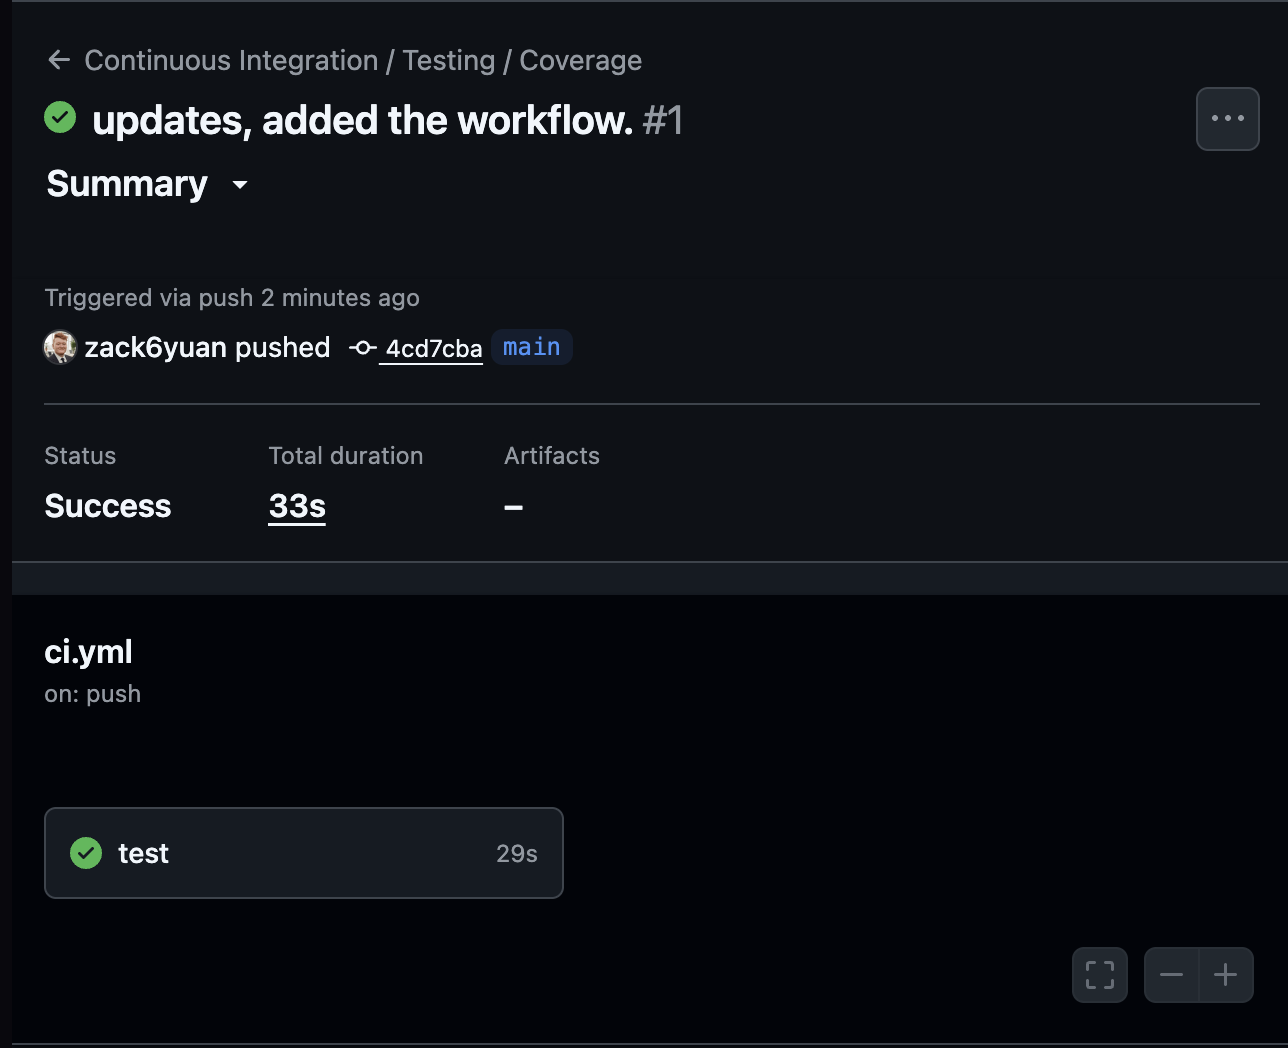 ← Continuous Integration / Testing / Coverage
updates, added the workflow. #1
Summary
Triggered via push 2 minutes ago
zack6yuan pushed 4cd7cba main
Status Total duration Artifacts
Success 33s –
ci.yml
on: push
test 29s